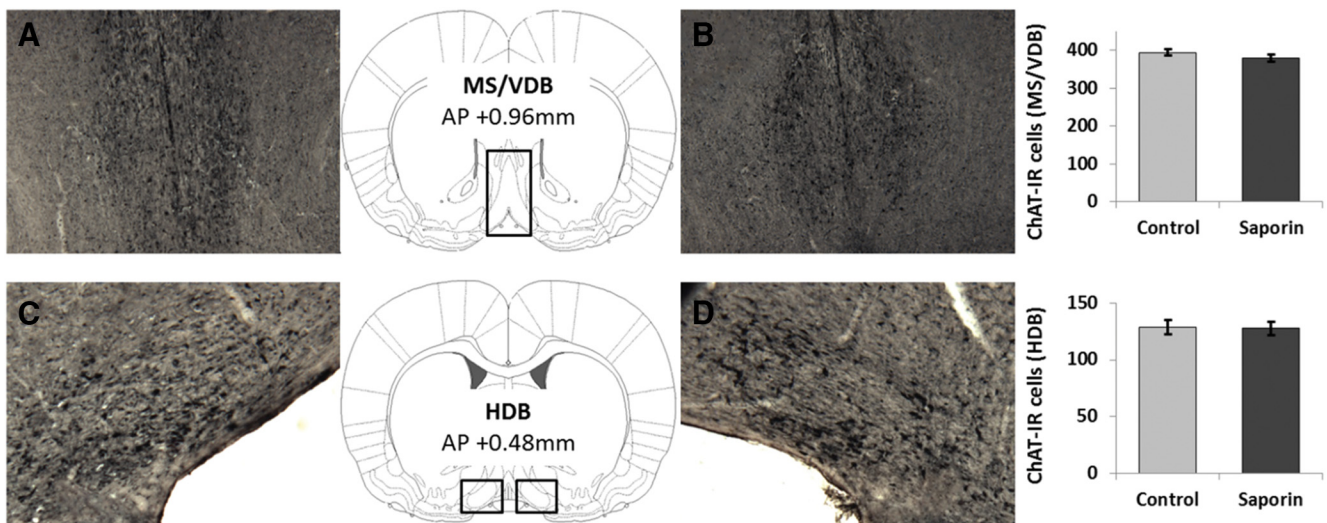 A
MS/VDB
AP +0.96mm
B
ChAT-IR cells (MS/VDB)
400
300
200
100
0
Control Saporin
C
HDB
AP +0.48mm
D
ChAT-IR cells (HDB)
150
100
50
0
Control Saporin